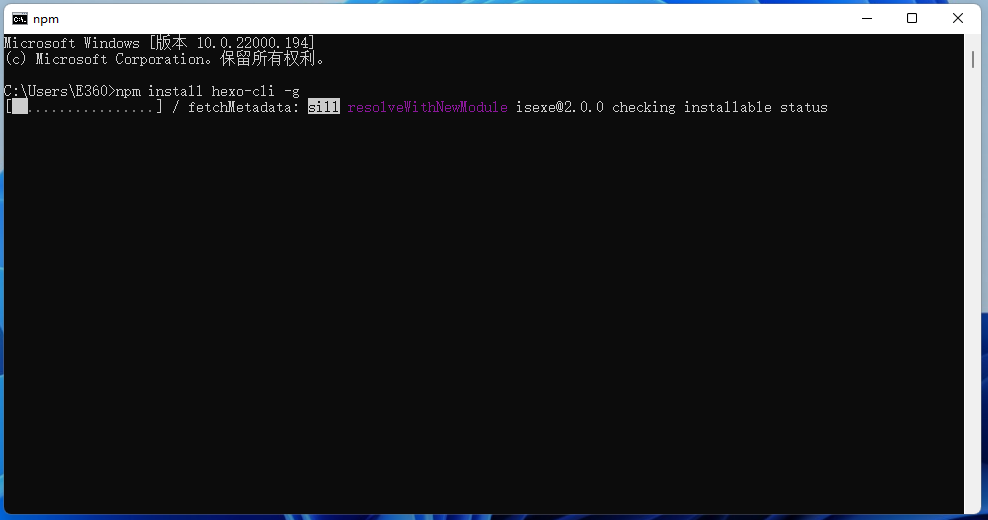 npm
Microsoft Windows [版本 10.0.22000.194]
(c) Microsoft Corporation。保留所有权利。
C:\Users\E360>npm install hexo-cli -g
[ ................] / fetchMetadata: sill resolveWithNewModule isexe@2.0.0 checking installable status